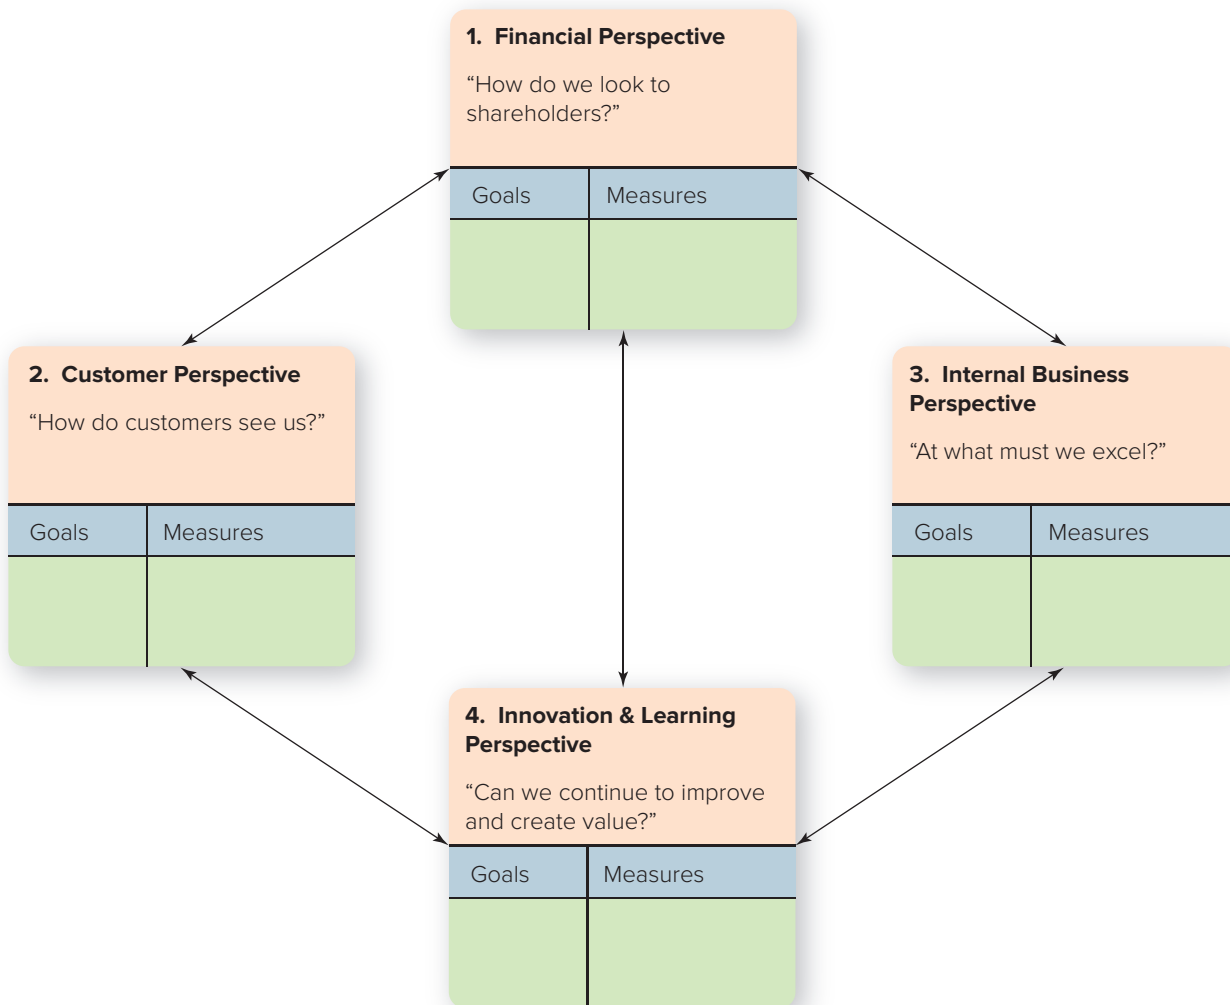 1. Financial Perspective
“How do we look to
shareholders?”
Goals
Measures
2. Customer Perspective
“How do customers see us?”
Goals
Measures
3. Internal Business
Perspective
“At what must we excel?”
Goals
Measures
4. Innovation & Learning
Perspective
“Can we continue to improve
and create value?”
Goals
Measures